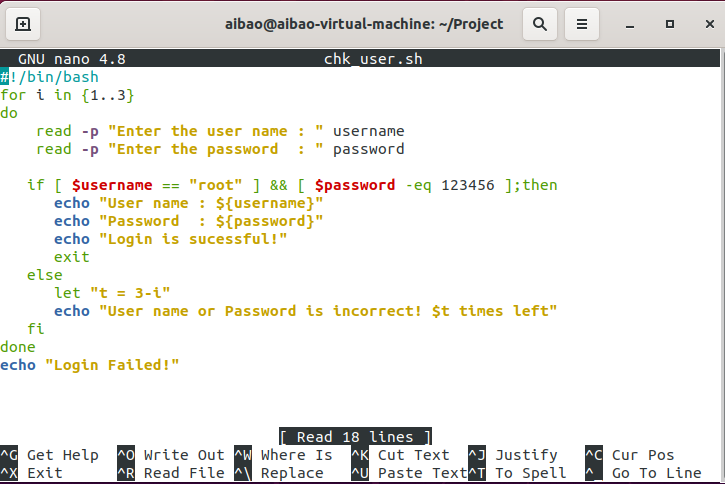 aibao@aibao-virtual-machine: ~/Project
GNU nano 4.8 chk_user.sh
#!/bin/bash
for i in {1..3}
do
    read -p "Enter the user name : " username
    read -p "Enter the password  : " password

   if [ $username == "root" ] && [ $password -eq 123456 ];then
      echo "User name : ${username}"
      echo "Password  : ${password}"
      echo "Login is sucessful!"
      exit
   else
      let "t = 3-i"
      echo "User name or Password is incorrect! $t times left"
   fi
done
echo "Login Failed!"
[ Read 18 lines ]
^G Get Help ^O Write Out ^W Where Is ^K Cut Text ^J Justify ^C Cur Pos
^X Exit ^R Read File ^\ Replace ^U Paste Text ^T To Spell ^_ Go To Line